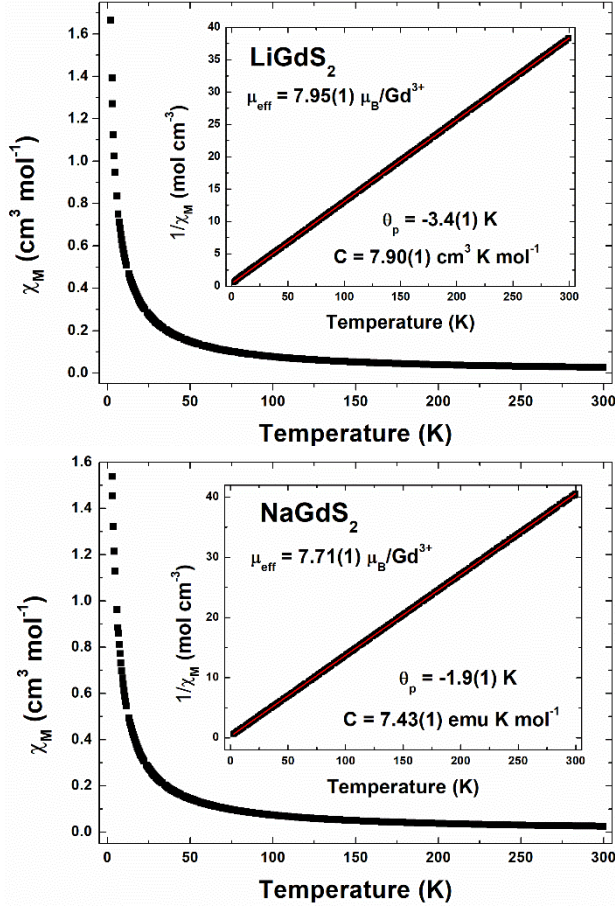 1.6
1.4
1.2
1.0
0.8
0.6
0.4
0.2
0.0
χM (cm³ mol⁻¹)
0 50 100 150 200 250 300
Temperature (K)
40
35
30
25
20
15
10
5
0
1/χM (mol cm⁻³)
LiGdS₂
μeff = 7.95(1) μB/Gd³⁺
θp = -3.4(1) K
C = 7.90(1) cm³ K mol⁻¹
0 50 100 150 200 250 300
Temperature (K)
1.6
1.4
1.2
1.0
0.8
0.6
0.4
0.2
0.0
χM (cm³ mol⁻¹)
0 50 100 150 200 250 300
Temperature (K)
40
30
20
10
0
1/χM (mol cm⁻³)
NaGdS₂
μeff = 7.71(1) μB/Gd³⁺
θp = -1.9(1) K
C = 7.43(1) emu K mol⁻¹
0 50 100 150 200 250 300
Temperature (K)